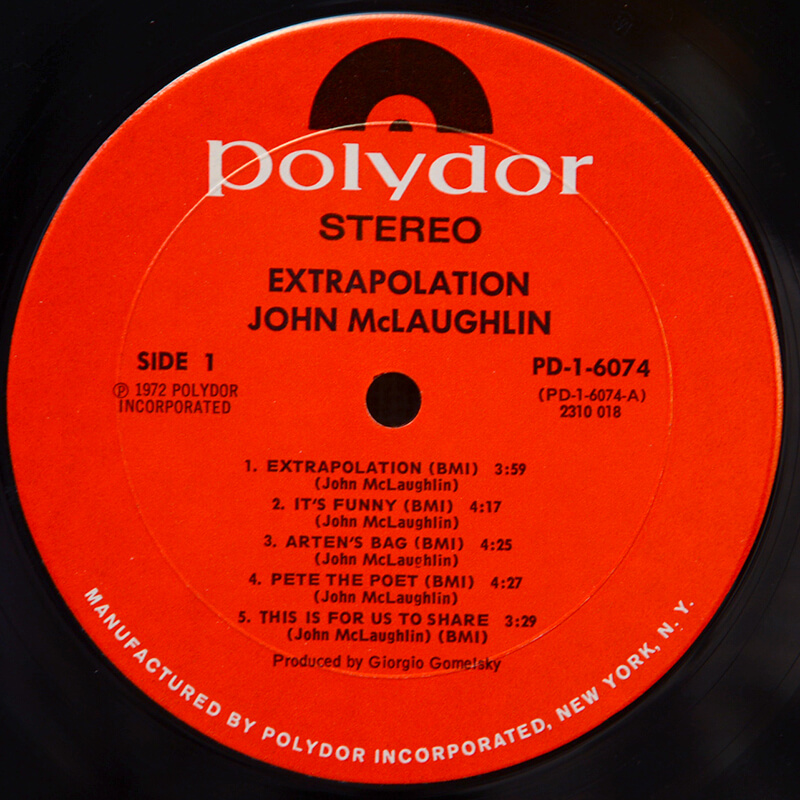 polydor
STEREO
EXTRAPOLATION
JOHN McLAUGHLIN
SIDE 1
℗ 1972 POLYDOR
INCORPORATED
PD-1-6074
(PD-1-6074-A)
2310 018
1. EXTRAPOLATION (BMI) 3:59
(John McLaughlin)
2. IT'S FUNNY (BMI) 4:17
(John McLaughlin)
3. ARTEN'S BAG (BMI) 4:25
(John McLaughlin)
4. PETE THE POET (BMI) 4:27
(John McLaughlin)
5. THIS IS FOR US TO SHARE 3:29
(John McLaughlin) (BMI)
Produced by Giorgio Gomelsky
MANUFACTURED BY POLYDOR INCORPORATED, NEW YORK, N. Y.